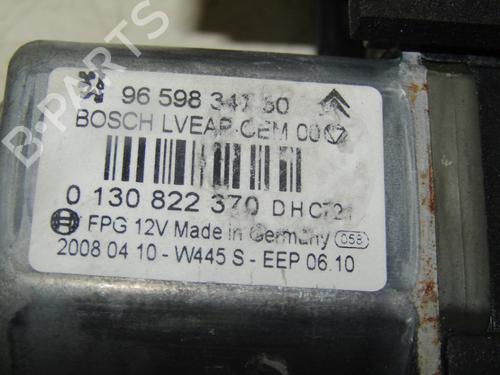 96 598 347 80
BOSCH LVEAP-CEM 00
0 130 822 370 DHC721
FPG 12V Made in Germany 058
2008 04 10 - W445 S - EEP 06.10
B-PARTS